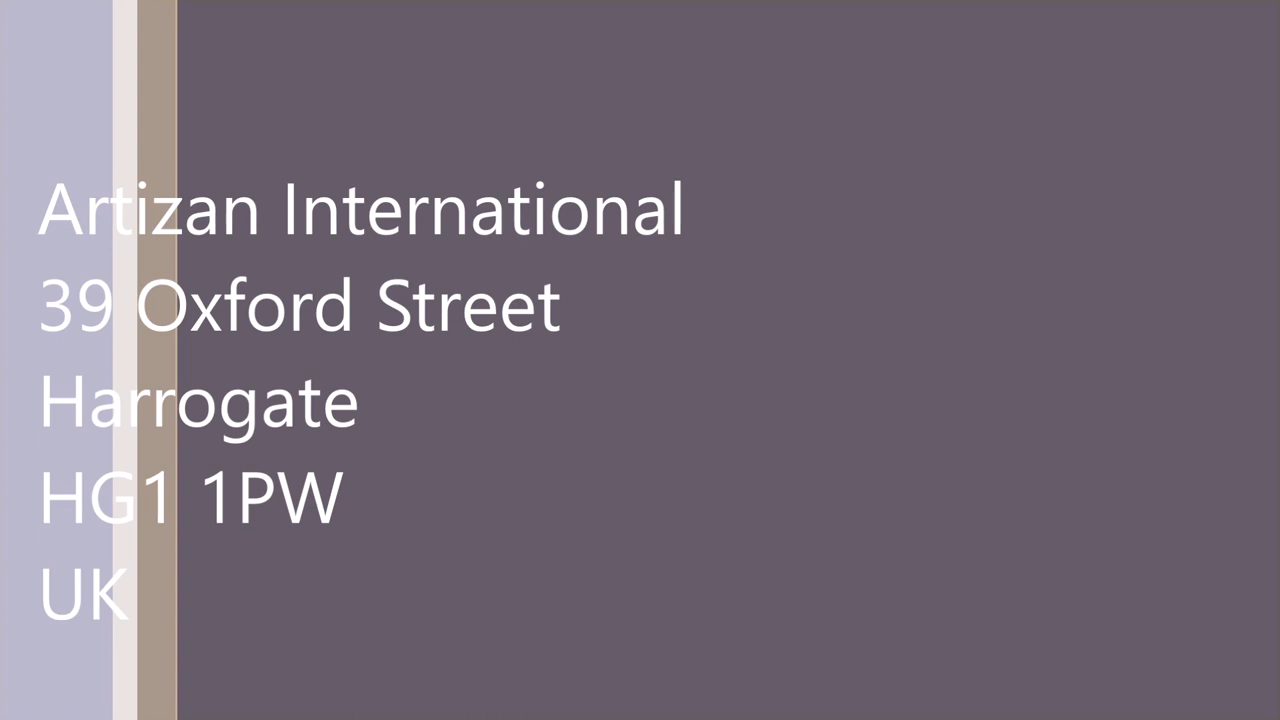 Artizan International
39 Oxford Street
Harrogate
HG1 1PW
UK